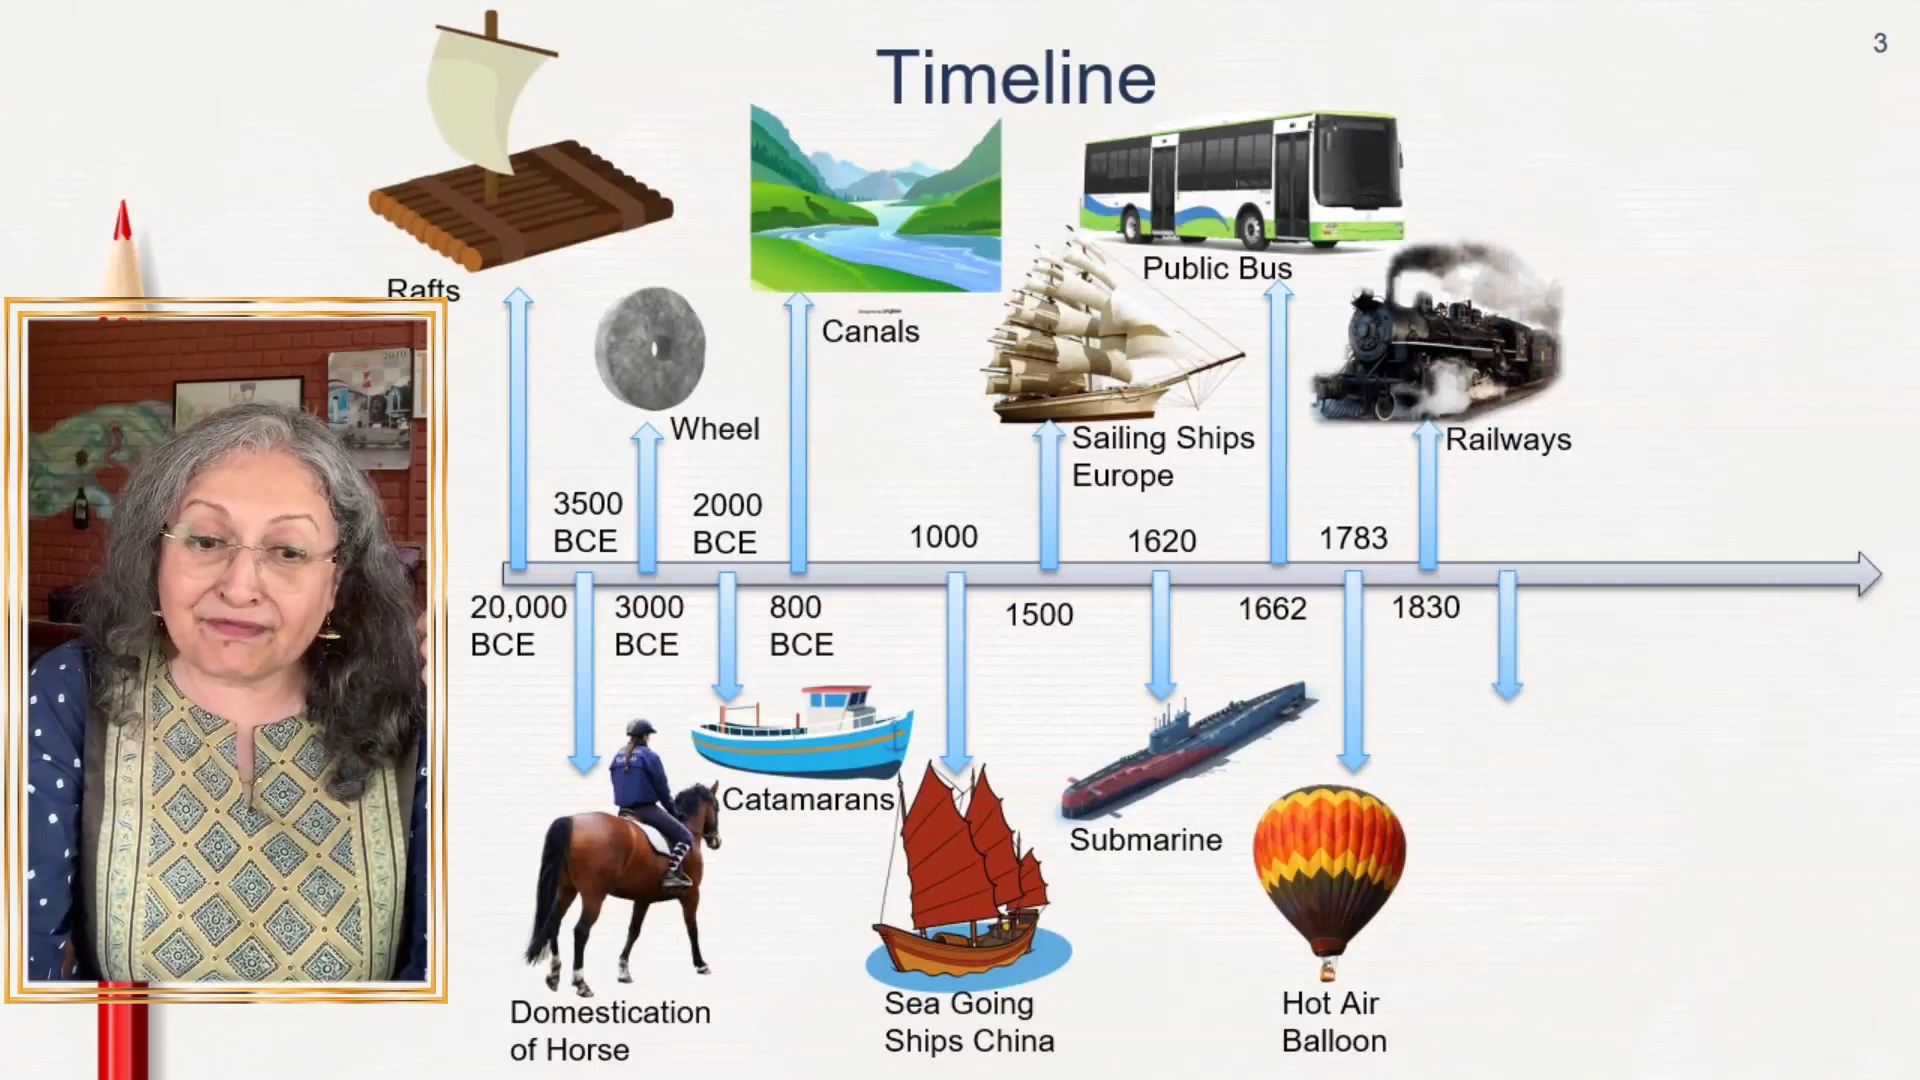 3
Timeline
Rafts
Wheel
Canals
Public Bus
Sailing Ships
Europe
Railways
3500
BCE
2000
BCE
1000
1620
1783
20,000
BCE
3000
BCE
800
BCE
1500
1662
1830
Catamarans
Submarine
Domestication
of Horse
Sea Going
Ships China
Hot Air
Balloon
2010